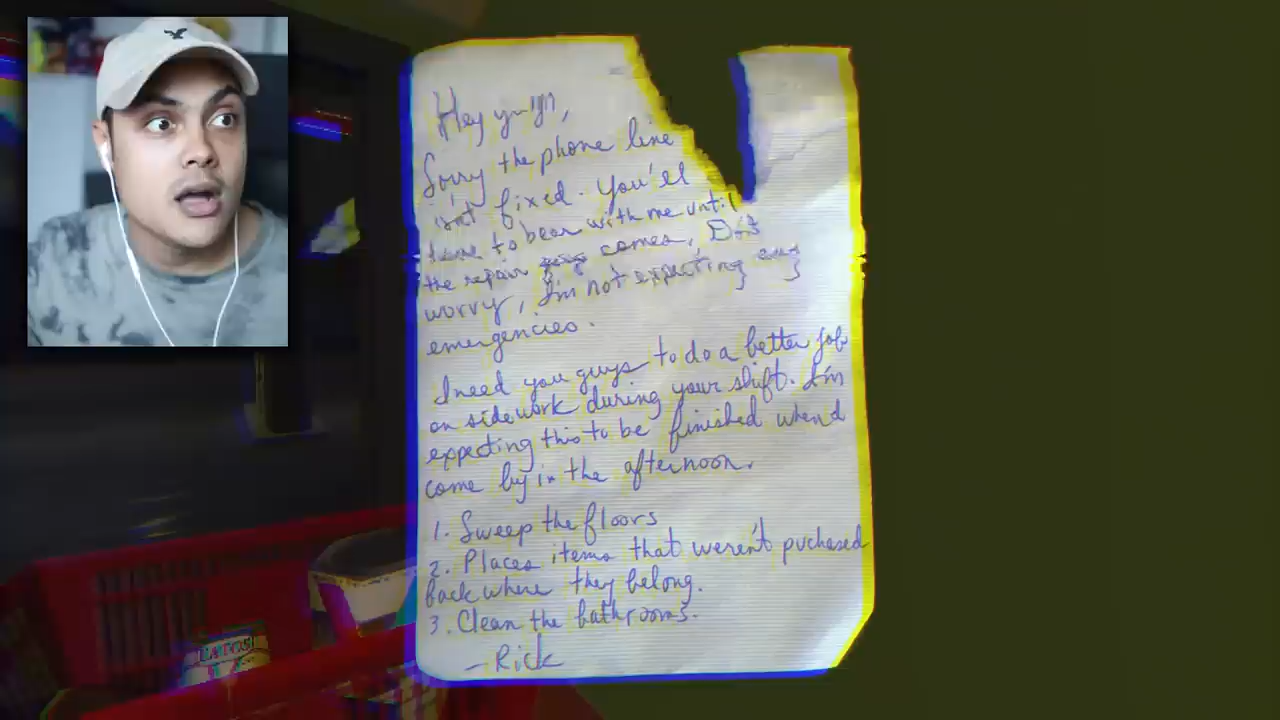 Hey y'all,
Sorry the phone line
isn't fixed. You'll
have to bear with me until
the repair guy comes, Don't
worry, I'm not expecting any
emergencies.
I need you guys to do a better job
on sidework during your shift. I'm
expecting this to be finished when I
come by in the afternoon.
1. Sweep the floors
2. Places items that weren't puchased
back where they belong.
3. Clean the bathrooms.
- Rick